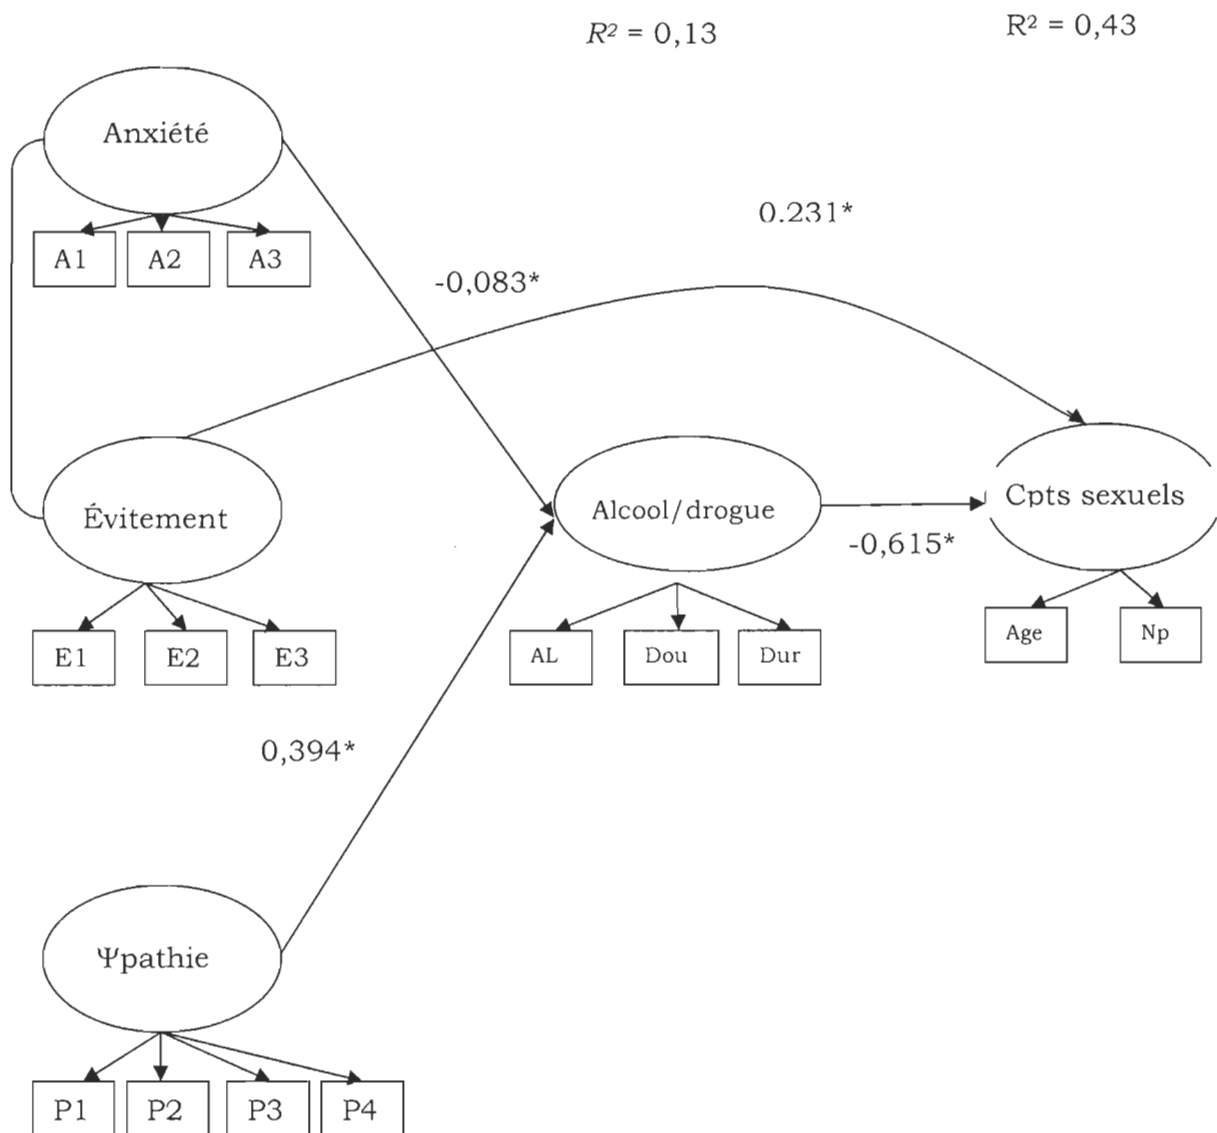 R² = 0,13
R² = 0,43
Anxiété
A1
A2
A3
0.231*
-0,083*
Évitement
Alcool/drogue
Cpts sexuels
-0,615*
E1
E2
E3
AL
Dou
Dur
Age
Np
0,394*
Ψpathie
P1
P2
P3
P4